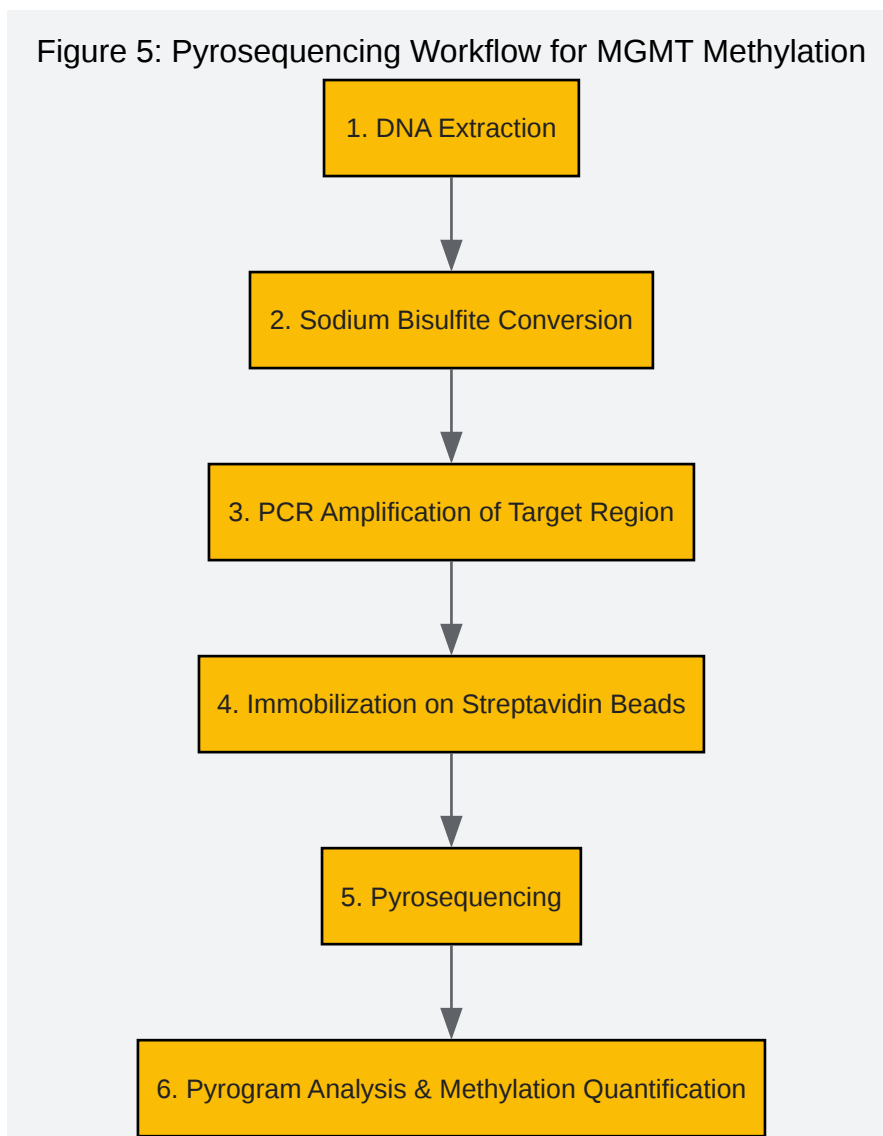 Figure 5: Pyrosequencing Workflow for MGMT Methylation
1. DNA Extraction
2. Sodium Bisulfite Conversion
3. PCR Amplification of Target Region
4. Immobilization on Streptavidin Beads
5. Pyrosequencing
6. Pyrogram Analysis & Methylation Quantification